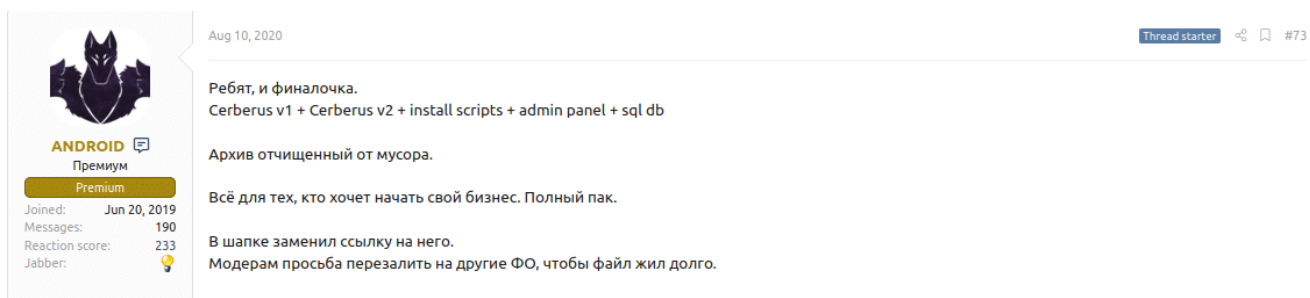 Aug 10, 2020
Thread starter
#73
ANDROID
Премиум
Premium
Joined: Jun 20, 2019
Messages: 190
Reaction score: 233
Jabber:
Ребят, и финалочка.
Cerberus v1 + Cerberus v2 + install scripts + admin panel + sql db
Архив отчищенный от мусора.
Всё для тех, кто хочет начать свой бизнес. Полный пак.
В шапке заменил ссылку на него.
Модерам просьба перезалить на другие ФО, чтобы файл жил долго.